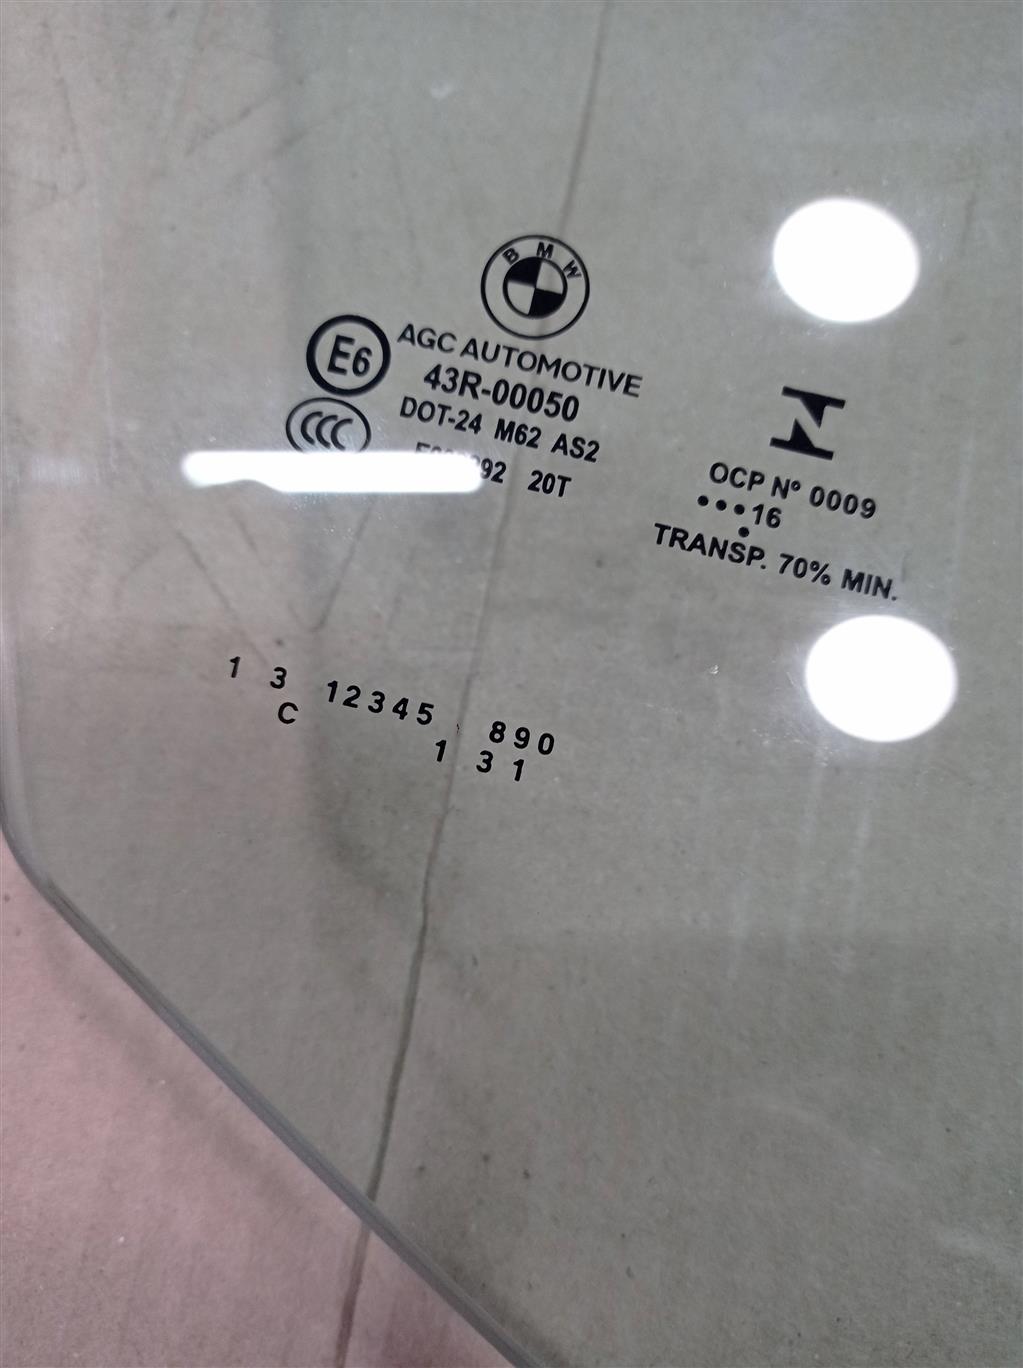 BMW
AGC AUTOMOTIVE
E6
43R-00050
CCC
DOT-24 M62 AS2
20T
OCP Nº 0009
•••16
•
TRANSP. 70% MIN.
1 3 12345 890
C 1 3 1